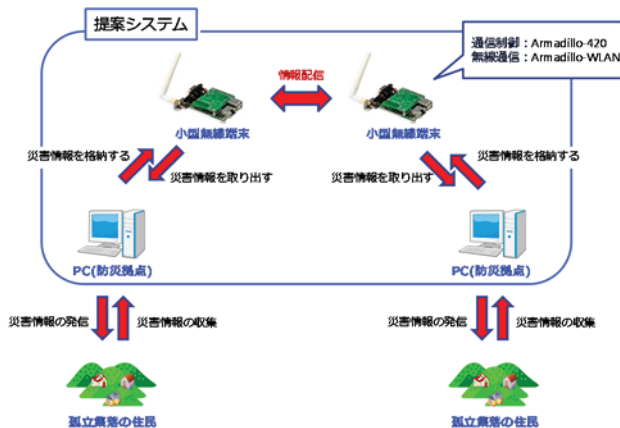 提案システム
通信制御：Armadillo-420
無線通信：Armadillo-WLAN
情報配信
小型無線端末
小型無線端末
災害情報を格納する
災害情報を格納する
災害情報を取り出す
災害情報を取り出す
PC(防災拠点)
PC(防災拠点)
災害情報の発信
災害情報の収集
災害情報の発信
災害情報の収集
孤立集落の住民
孤立集落の住民